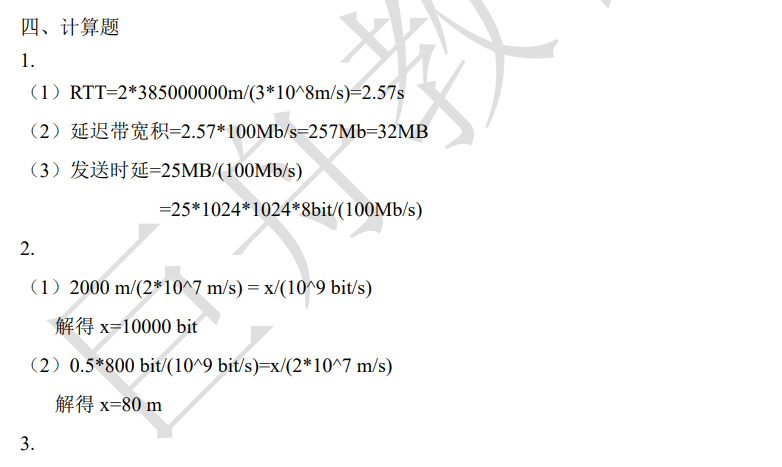 四、计算题
1.
（1）RTT=2*385000000m/(3*10^8m/s)=2.57s
（2）延迟带宽积=2.57*100Mb/s=257Mb=32MB
（3）发送时延=25MB/(100Mb/s)
=25*1024*1024*8bit/(100Mb/s)
2.
（1）2000 m/(2*10^7 m/s) = x/(10^9 bit/s)
解得 x=10000 bit
（2）0.5*800 bit/(10^9 bit/s)=x/(2*10^7 m/s)
解得 x=80 m
3.
巨舟教